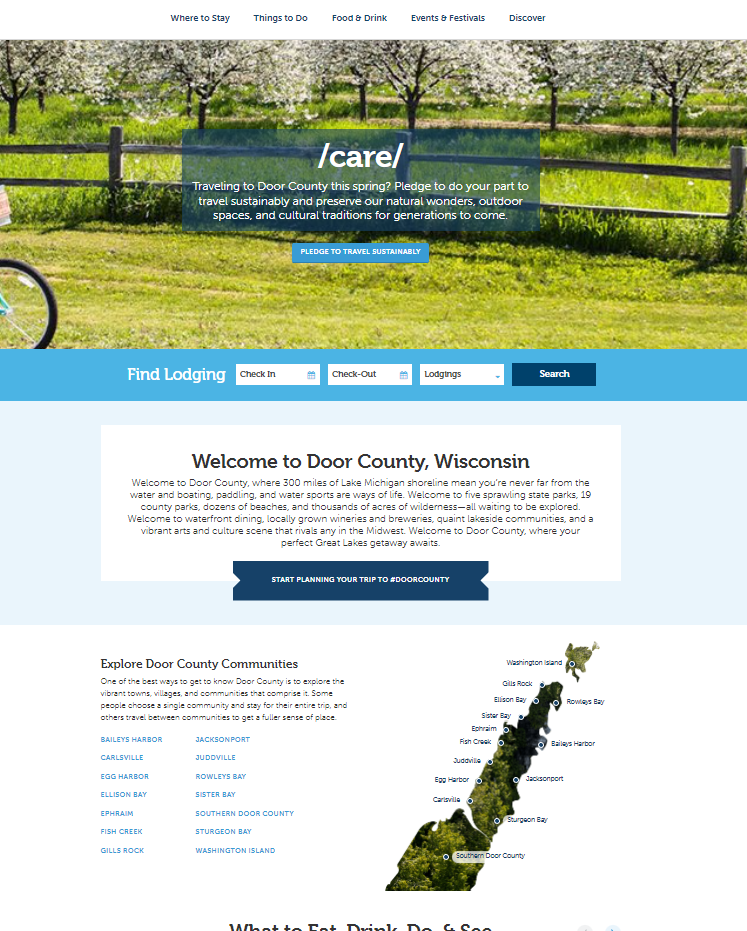 Where to Stay Things to Do Food & Drink Events & Festivals Discover
/care/
Traveling to Door County this spring? Pledge to do your part to
travel sustainably and preserve our natural wonders, outdoor
spaces, and cultural traditions for generations to come.
PLEDGE TO TRAVEL SUSTAINABLY
Find Lodging Check In Check-Out Lodgings Search
Welcome to Door County, Wisconsin
Welcome to Door County, where 300 miles of Lake Michigan shoreline mean you're never far from the
water and boating, paddling, and water sports are ways of life. Welcome to five sprawling state parks, 19
county parks, dozens of beaches, and thousands of acres of wilderness—all waiting to be explored.
Welcome to waterfront dining, locally grown wineries and breweries, quaint lakeside communities, and a
vibrant arts and culture scene that rivals any in the Midwest. Welcome to Door County, where your
perfect Great Lakes getaway awaits.
START PLANNING YOUR TRIP TO #DOORCOUNTY
Explore Door County Communities
One of the best ways to get to know Door County is to explore the
vibrant towns, villages, and communities that comprise it. Some
people choose a single community and stay for their entire trip, and
others travel between communities to get a fuller sense of place.
BAILEYS HARBOR JACKSONPORT
CARLSVILLE JUDDVILLE
EGG HARBOR ROWLEYS BAY
ELLISON BAY SISTER BAY
EPHRAIM SOUTHERN DOOR COUNTY
FISH CREEK STURGEON BAY
GILLS ROCK WASHINGTON ISLAND
Washington Island
Gills Rock
Ellison Bay Rowleys Bay
Sister Bay
Ephraim
Fish Creek Baileys Harbor
Juddville
Egg Harbor Jacksonport
Carlsville
Sturgeon Bay
Southern Door County
What to Eat, Drink, Do, & See